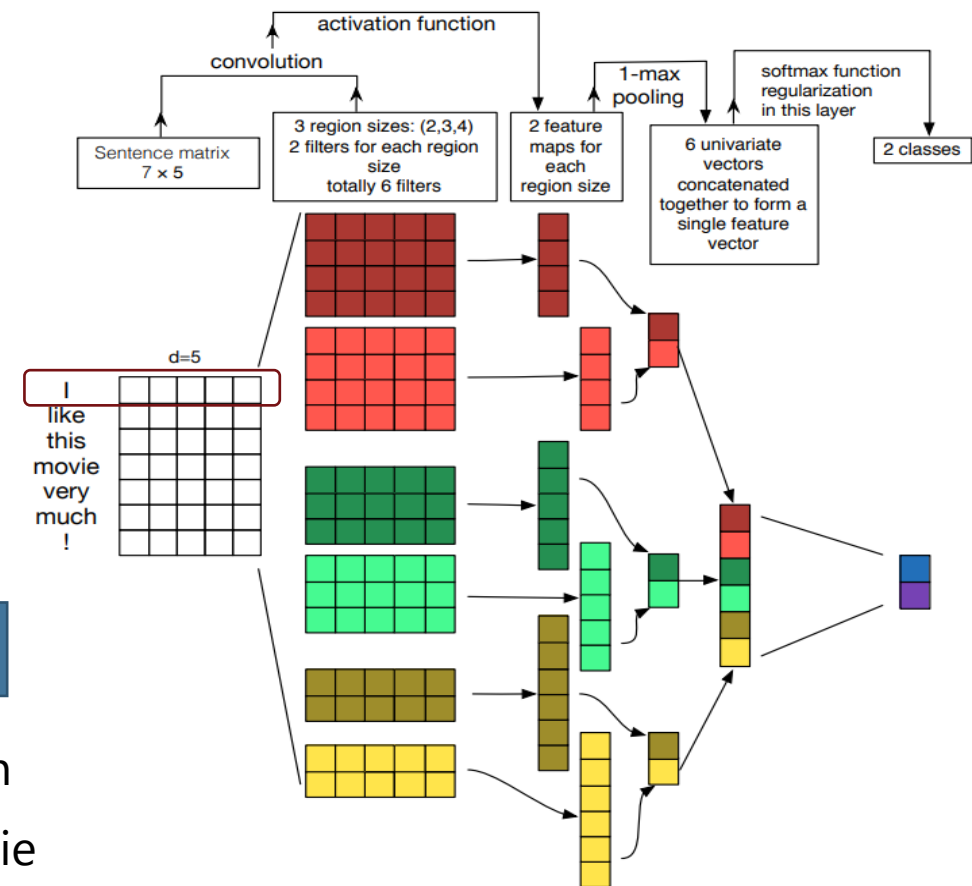 activation function
convolution
1-max
pooling
softmax function
regularization
in this layer
Sentence matrix
7 × 5
3 region sizes: (2,3,4)
2 filters for each region
size
totally 6 filters
2 feature
maps for
each
region size
6 univariate
vectors
concatenated
together to form a
single feature
vector
2 classes
d=5
I
like
this
movie
very
much
!
ie